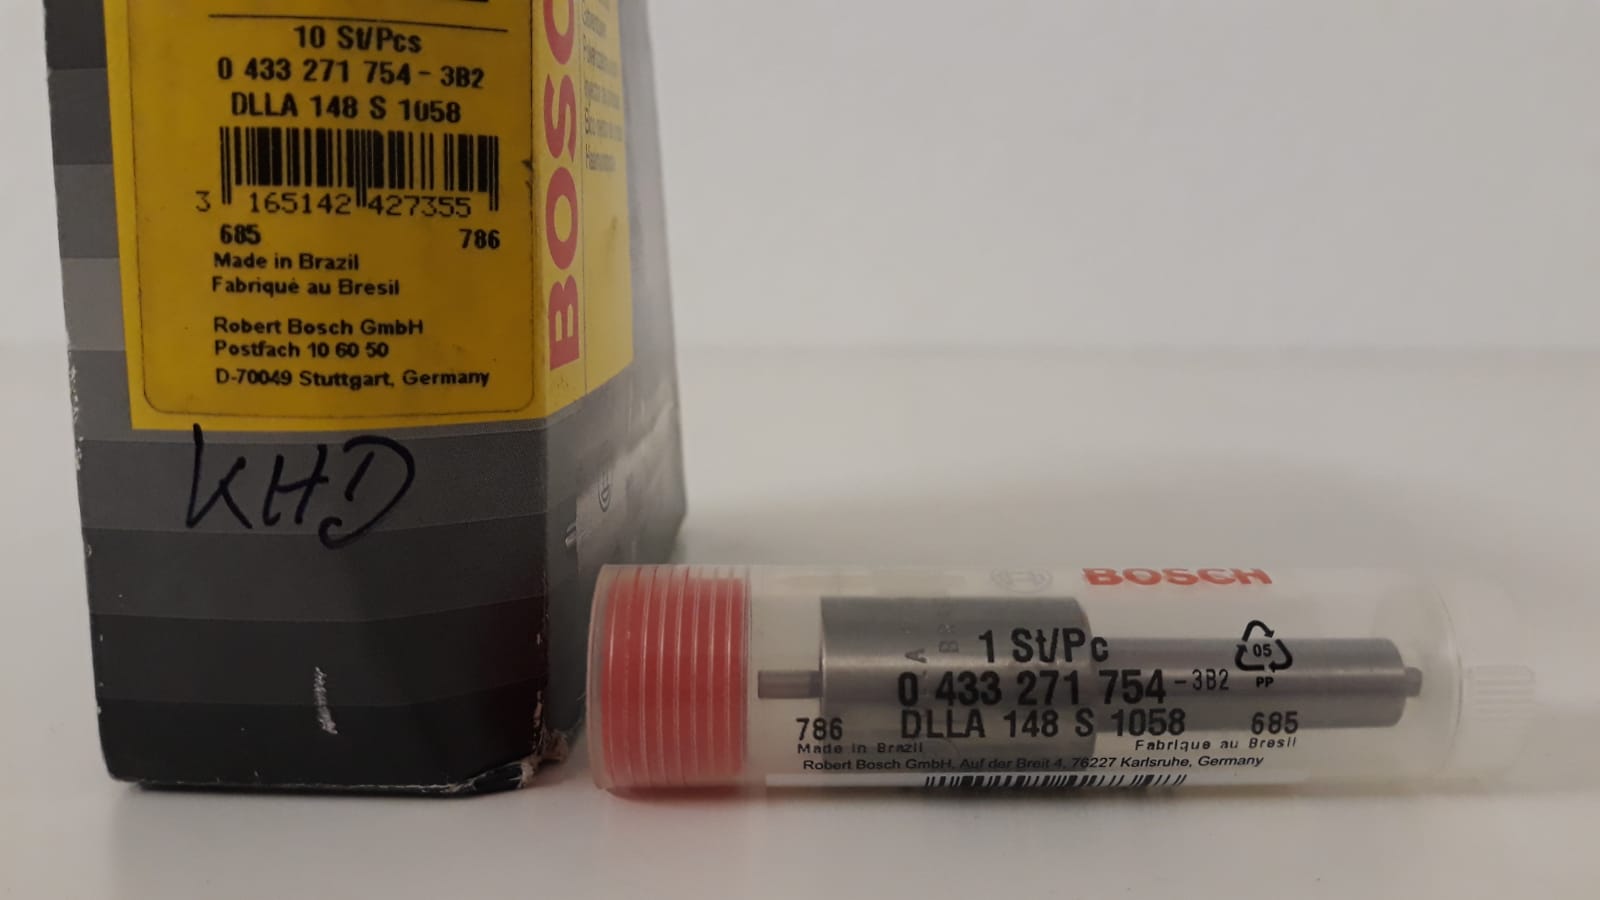 10 St/Pcs
0 433 271 754 - 3B2
DLLA 148 S 1058
3 165142 427355
685 786
Made in Brazil
Fabriqué au Bresil
Robert Bosch GmbH
Postfach 10 60 50
D-70049 Stuttgart, Germany
BOSC
KHD
BOSCH
1 St/Pc
05
PP
0 433 271 754 - 3B2
786 DLLA 148 S 1058 685
Made in Brazil Fabrique au Bresil
Robert Bosch GmbH, Auf der Breit 4, 76227 Karlsruhe, Germany